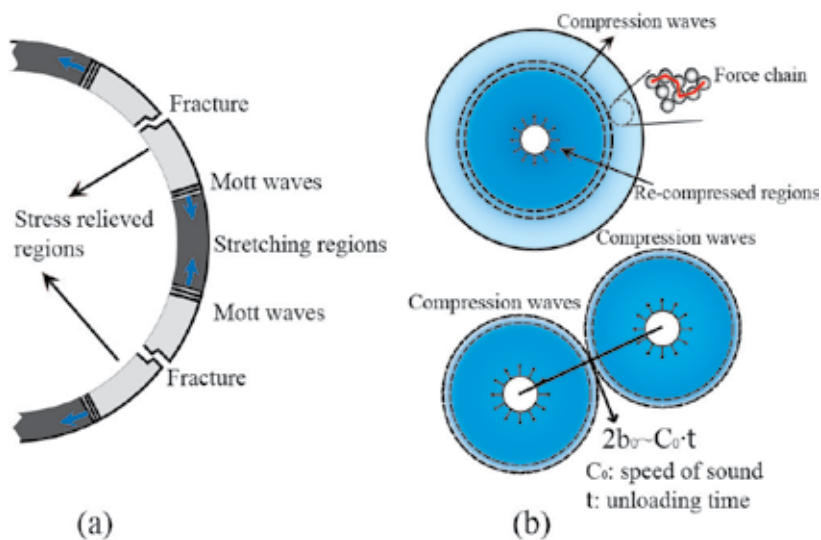 Fracture
Mott waves
Stress relieved
regions
Stretching regions
Mott waves
Fracture
(a)
Compression waves
Force chain
Re-compressed regions
Compression waves
Compression waves
2b₀~C₀·t
C₀: speed of sound
t: unloading time
(b)